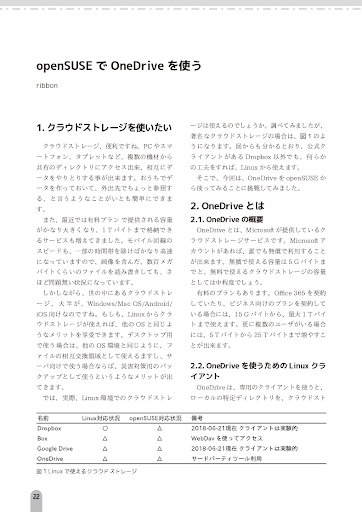 openSUSE で OneDrive を使う
ribbon
1. クラウドストレージを使いたい
クラウドストレージ、便利ですね。PC やスマ
ートフォン、タブレットなど、複数の機材から
共有のディレクトリにアクセス出来、相互にデ
ータをやりとりする事が出来ます。おうちでデ
ータを作っておいて、外出先でちょっと参照す
る、と言うようなことがいとも簡単にできま
す。
また、最近では有料プランで提供される容量
がかなり大きくなり、1T バイトまで格納でき
るサービスも増えてきました。モバイル回線の
スピードも、一部の時間帯を除けばかなり高速
になっていますので、画像を含んだ、数百メガ
バイトくらいのファイルを読み書きしても、さ
ほど問題無い状況になっています。
しかしながら、世の中にあるクラウドストレ
ージ、大半が、Windows/Mac OS/Android/
iOS 向けなのですね。もしも、Linux からクラ
ウドストレージが使えれば、他の OS と同じよ
うなメリットを享受できます。デスクトップ用
で使う場合は、他の OS 環境と同じように、フ
ァイルの相互交換領域として使えますし、サ
ーバ向けで使う場合ならば、災害対策用のバッ
クアップとして使うというようなメリットが出
てきます。
では、実際、Linux 環境でのクラウドストレ
ージは使えるのでしょうか。調べてみましたが、
著名なクラウドストレージの場合は、図１のよ
うになります。図からも分かるとおり、公式ク
ライアントがある Dropbox 以外でも、何らか
の工夫をすれば、Linux から使えます。
そこで、今回は、OneDrive を openSUSE か
ら使ってみることに挑戦してみました。
2. OneDrive とは
2.1. OneDrive の概要
OneDrive とは、Microsoft が提供しているク
ラウドストレージサービスです。Microsoft ア
カウントがあれば、誰でも無償で利用すること
が出来ます。無償で使える容量は 5G バイトま
でと、無料で使えるクラウドストレージの容量
としては中程度でしょう。
有料のプランもあります。Office 365 を契約
していたり、ビジネス向けのプランを契約して
いる場合には、15 G バイトから、最大 1 T バイ
トまで使えます。更に複数のユーザがいる場合
には、5 T バイトから 25 T バイトまで増やすこ
とが出来ます。
2.2. OneDrive を使うための Linux クラ
イアント
OneDrive は、専用のクライアントを使うと、
ローカルの特定ディレクトリを、クラウドスト
名前 Linux対応状況 openSUSE対応状況 備考
Dropbox ○ △ 2018-06-21現在 クライアントは実験的
Box △ △ WebDav を使ってアクセス
Google Drive △ △ 2018-06-21現在 クライアントは実験的
OneDrive △ △ サードパーティツール利用
図 1 Linux で使えるクラウドストレージ
22